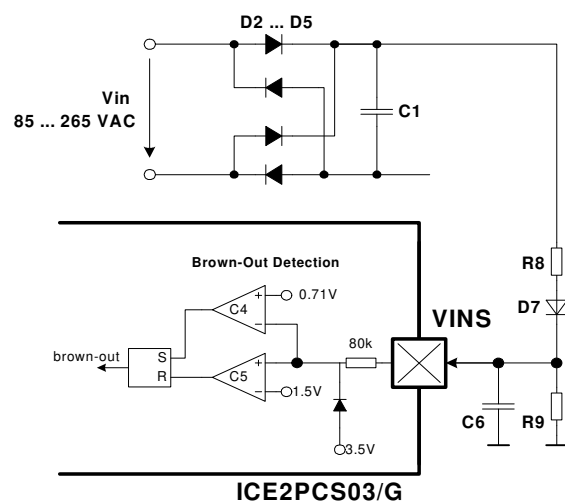 D2 ... D5
Vin
85 ... 265 VAC
C1
R8
D7
Brown-Out Detection
VINS
C4
+
−
0.71V
80k
brown-out
S
R
C5
+
−
1.5V
3.5V
C6
R9
ICE2PCS03/G